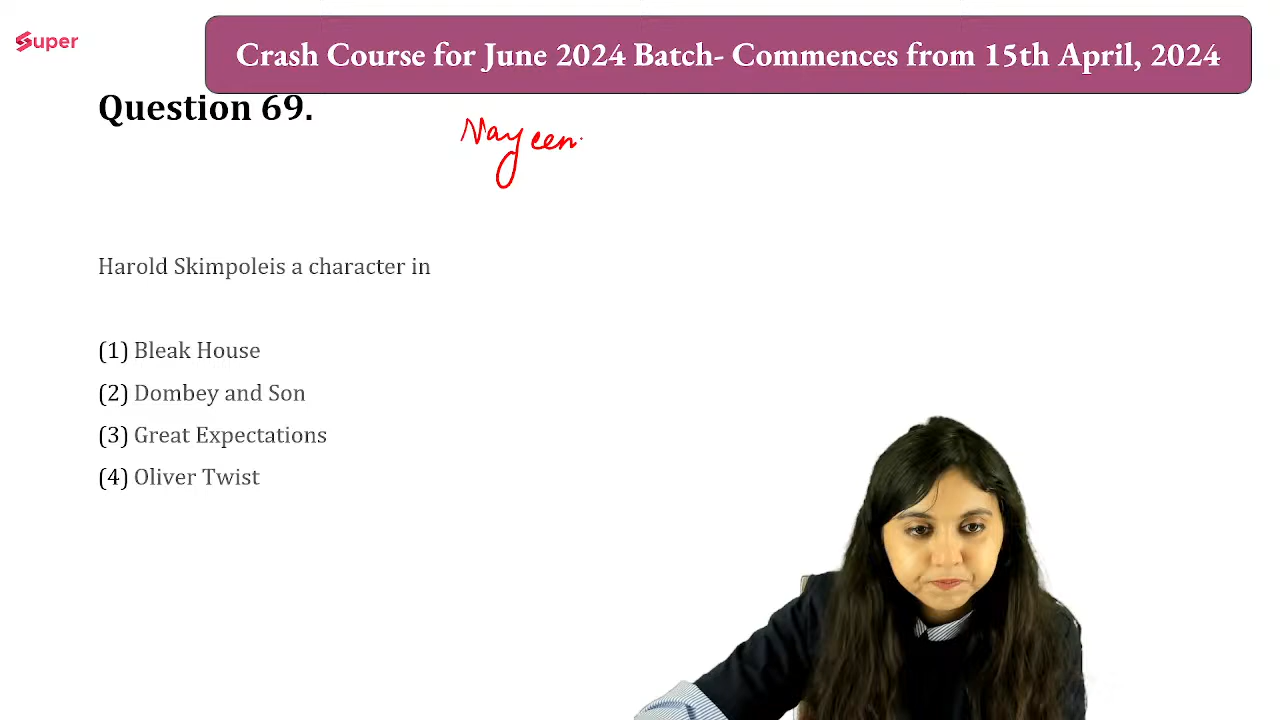 Super
Crash Course for June 2024 Batch- Commences from 15th April, 2024
Question 69.
Nayeen.
Harold Skimpoleis a character in
(1) Bleak House
(2) Dombey and Son
(3) Great Expectations
(4) Oliver Twist